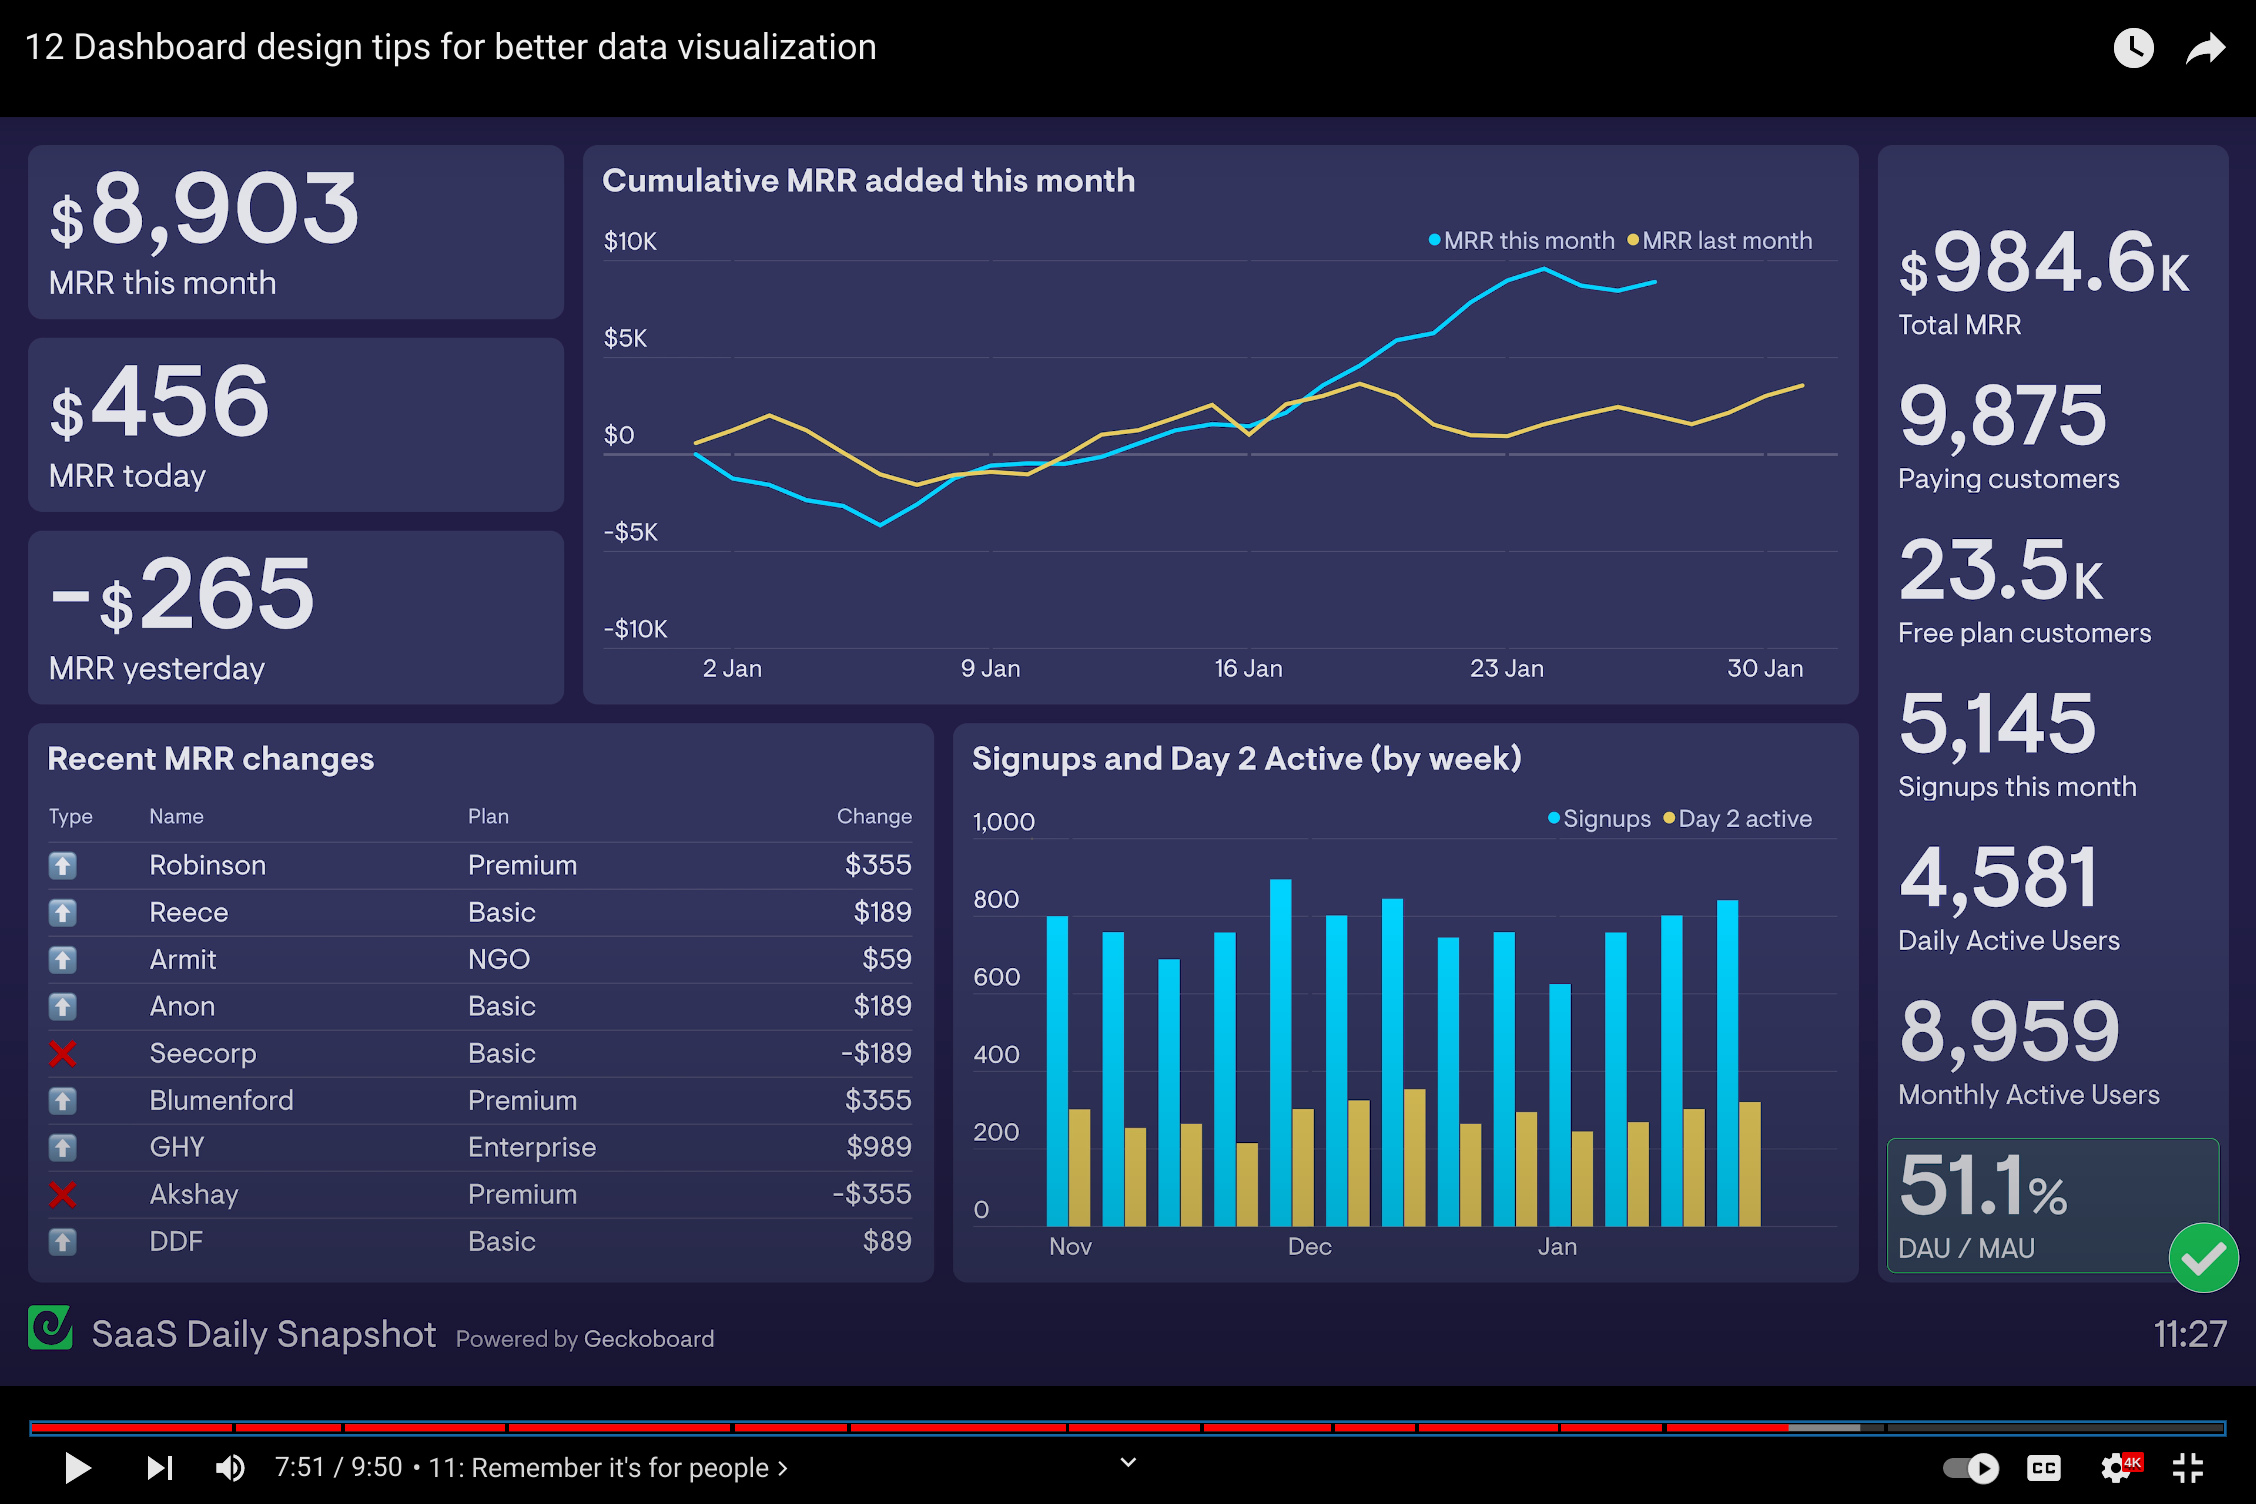 12 Dashboard design tips for better data visualization
$8,903
MRR this month
$456
MRR today
-$265
MRR yesterday
Cumulative MRR added this month
MRR this month MRR last month
$10K
$5K
$0
-$5K
-$10K
2 Jan 9 Jan 16 Jan 23 Jan 30 Jan
$984.6K
Total MRR
9,875
Paying customers
23.5K
Free plan customers
5,145
Signups this month
4,581
Daily Active Users
8,959
Monthly Active Users
51.1%
DAU / MAU
Recent MRR changes
Type Name Plan Change
Robinson Premium $355
Reece Basic $189
Armit NGO $59
Anon Basic $189
Seecorp Basic -$189
Blumenford Premium $355
GHY Enterprise $989
Akshay Premium -$355
DDF Basic $89
Signups and Day 2 Active (by week)
Signups Day 2 active
1,000
800
600
400
200
0
Nov Dec Jan
SaaS Daily Snapshot Powered by Geckoboard
11:27
7:51 / 9:50 • 11: Remember it's for people ›
CC
4K